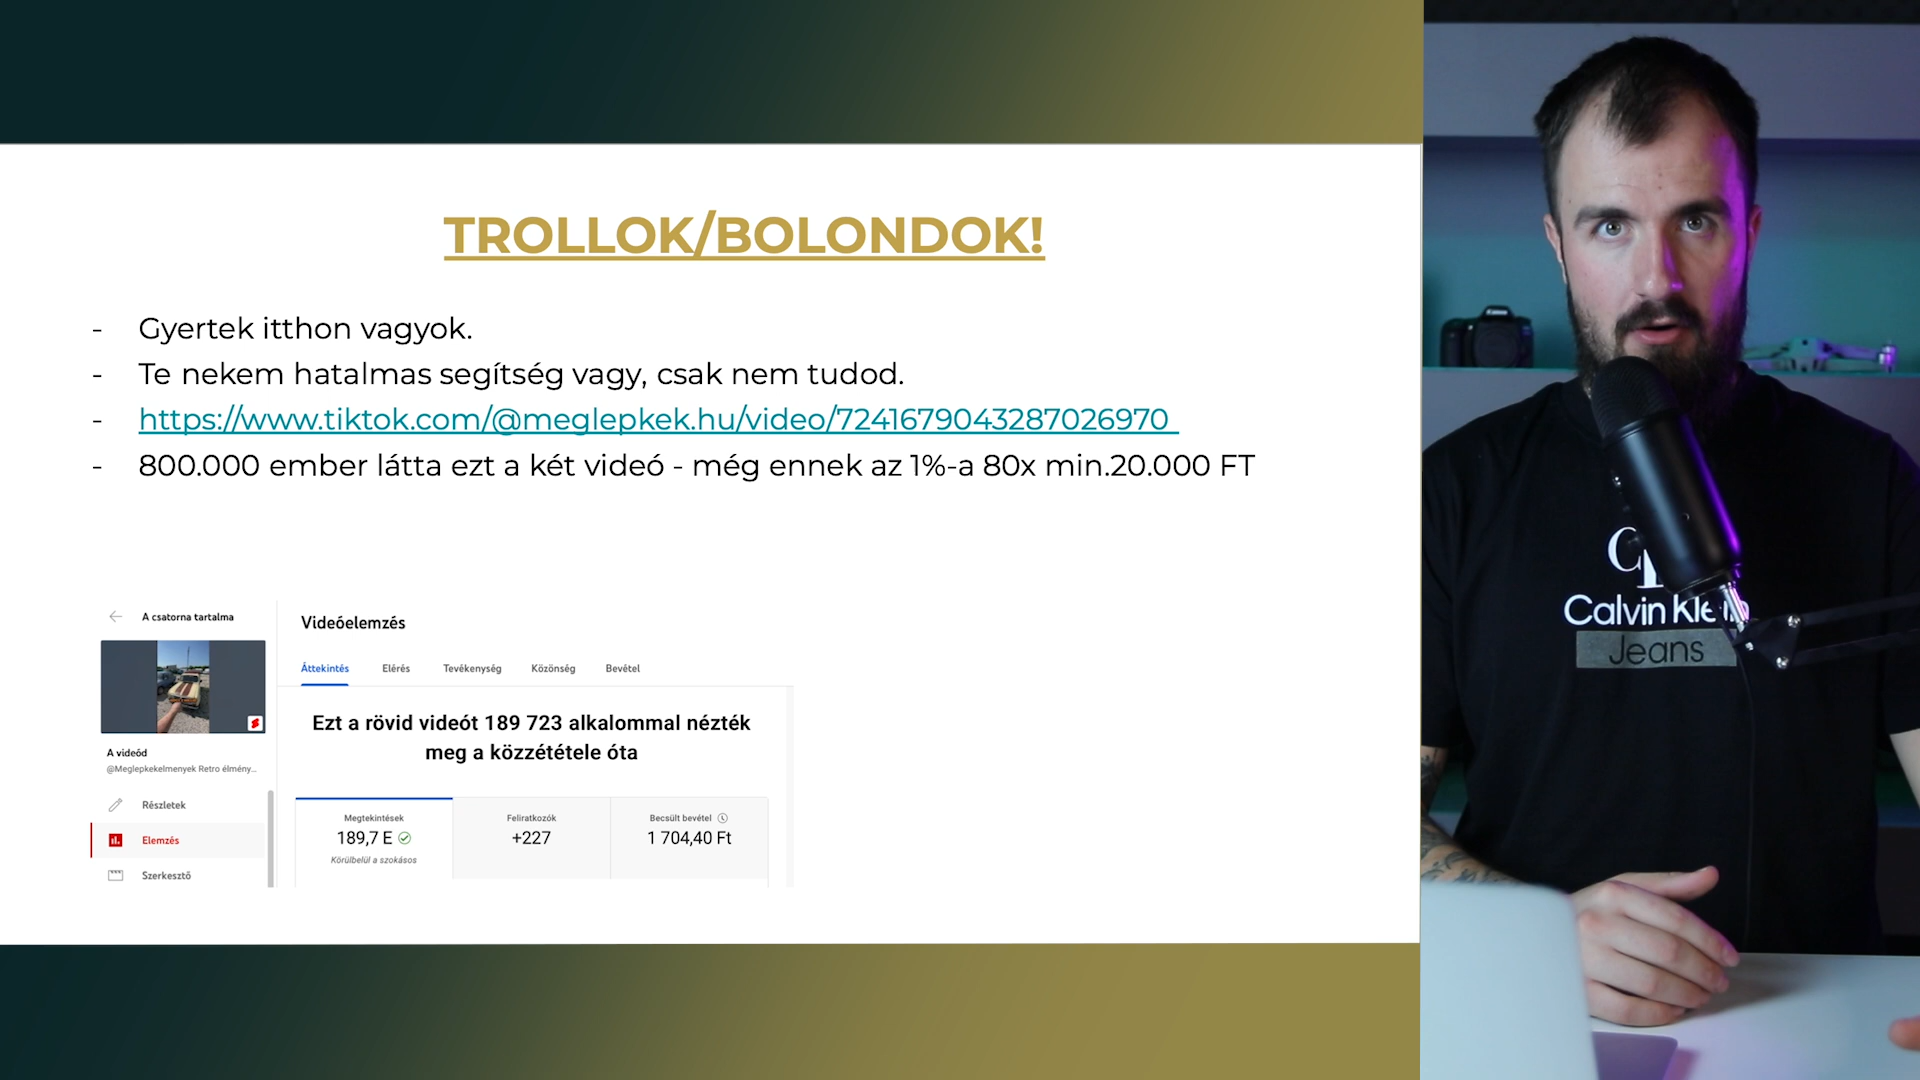 TROLLOK/BOLONDOK!
- Gyertek itthon vagyok.
- Te nekem hatalmas segítség vagy, csak nem tudod.
- https://www.tiktok.com/@meglepkek.hu/video/7241679043287026970
- 800.000 ember látta ezt a két videó - még ennek az 1%-a 80x min.20.000 FT
A csatorna tartalma
A videód
@Meglepkekelmenyek Retro élmény...
Részletek
Elemzés
Szerkesztő
Videóelemzés
Áttekintés Elérés Tevékenység Közönség Bevétel
Ezt a rövid videót 189 723 alkalommal nézték
meg a közzététele óta
Megtekintések
189,7 E
Körülbelül a szokásos
Feliratkozók
+227
Becsült bevétel
1 704,40 Ft
Calvin
Jeans